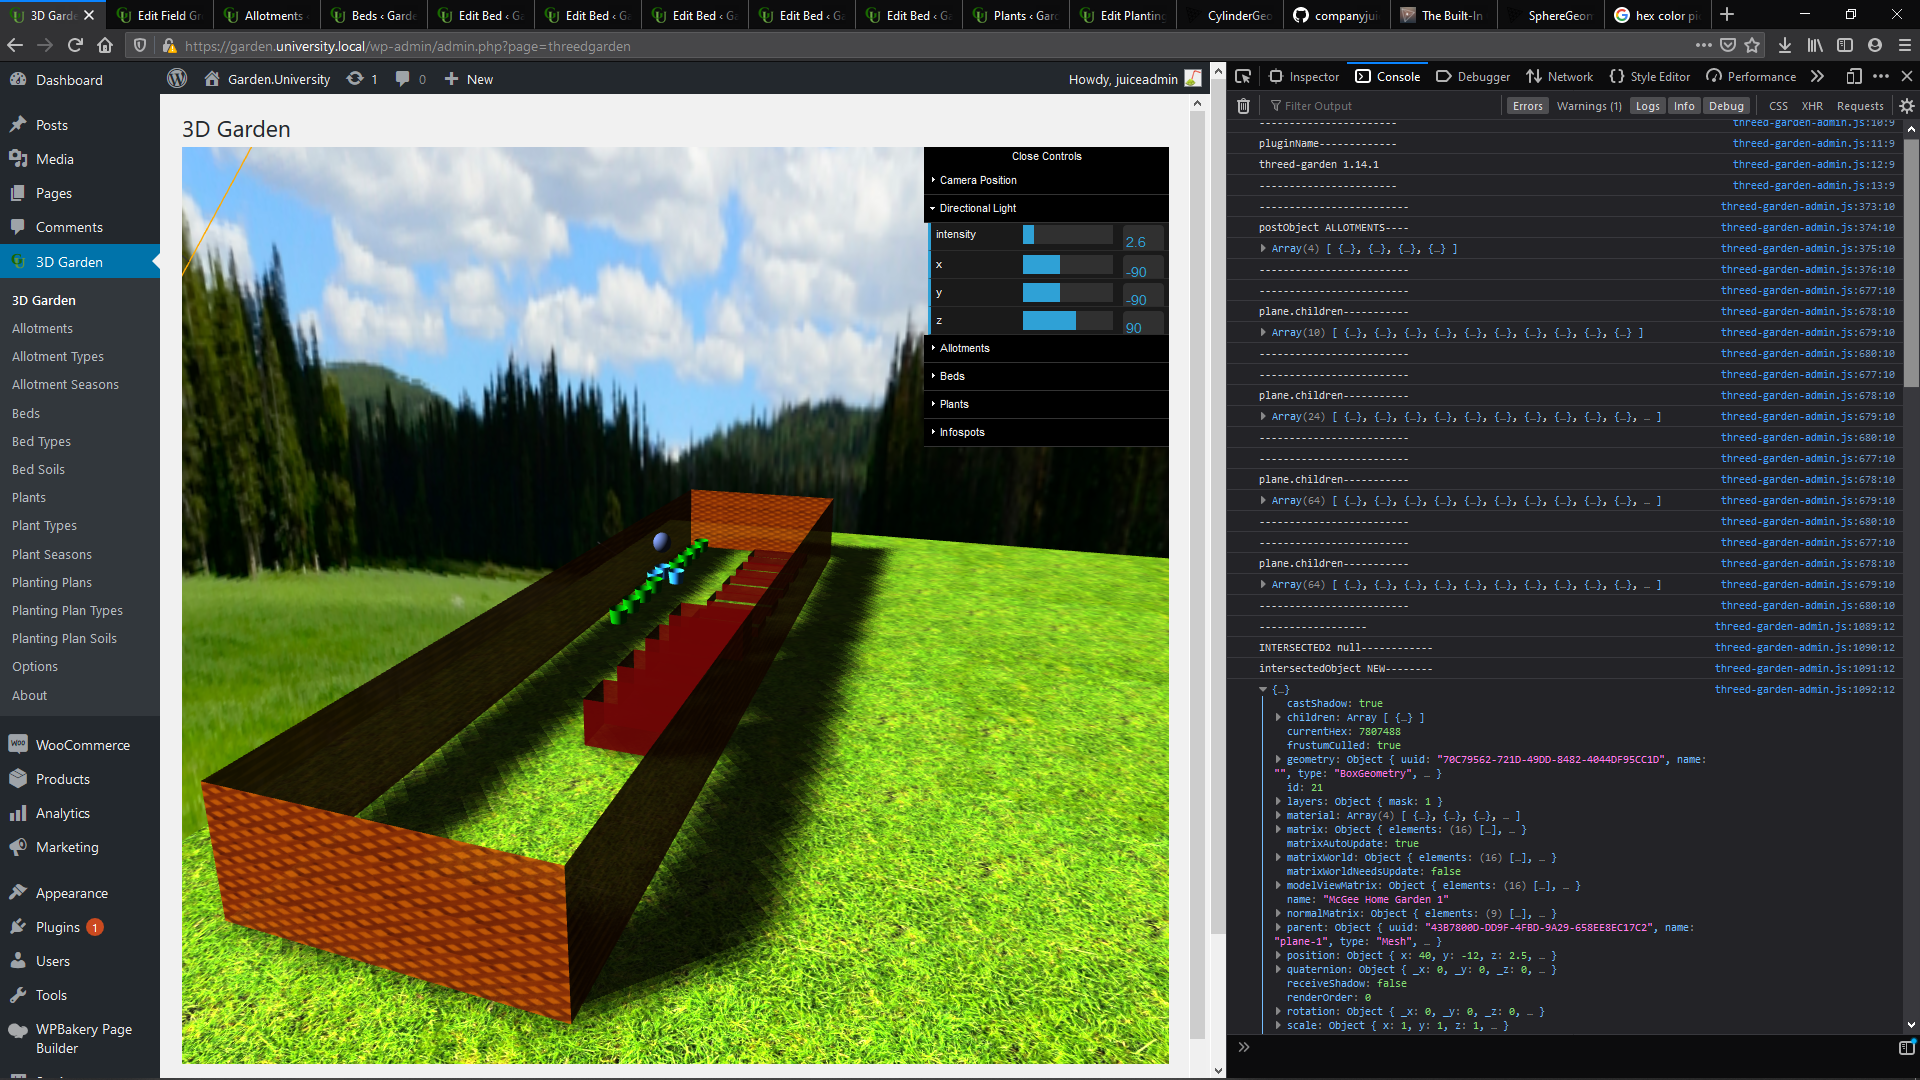 3D Garde
Edit Field Gr
Allotments
Beds ‹ Garde
Edit Bed ‹ Ga
Edit Bed ‹ Ga
Edit Bed ‹ Ga
Edit Bed ‹ Ga
Edit Bed ‹ Ga
Plants ‹ Gard
Edit Planting
CylinderGeo
companyjui
The Built-In
SphereGeon
hex color pi
https://garden.university.local/wp-admin/admin.php?page=threedgarden
Garden.University
1
0
New
Howdy, juiceadmin
Dashboard
Posts
Media
Pages
Comments
3D Garden
3D Garden
Allotments
Allotment Types
Allotment Seasons
Beds
Bed Types
Bed Soils
Plants
Plant Types
Plant Seasons
Planting Plans
Planting Plan Types
Planting Plan Soils
Options
About
WooCommerce
Products
Analytics
Marketing
Appearance
Plugins 1
Users
Tools
WPBakery Page
Builder
3D Garden
Close Controls
Camera Position
Directional Light
intensity 2.6
x -90
y -90
z 90
Allotments
Beds
Plants
Infospots
Inspector
Console
Debugger
Network
Style Editor
Performance
Filter Output
Errors
Warnings (1)
Logs
Info
Debug
CSS
XHR
Requests
----------------------- threed-garden-admin.js:10:9
pluginName------------- threed-garden-admin.js:11:9
threed-garden 1.14.1 threed-garden-admin.js:12:9
----------------------- threed-garden-admin.js:13:9
------------------------- threed-garden-admin.js:373:10
postObject ALLOTMENTS---- threed-garden-admin.js:374:10
Array(4) [ {…}, {…}, {…}, {…} ] threed-garden-admin.js:375:10
------------------------- threed-garden-admin.js:376:10
------------------------- threed-garden-admin.js:677:10
plane.children----------- threed-garden-admin.js:678:10
Array(10) [ {…}, {…}, {…}, {…}, {…}, {…}, {…}, {…}, {…}, {…} ] threed-garden-admin.js:679:10
------------------------- threed-garden-admin.js:680:10
------------------------- threed-garden-admin.js:677:10
plane.children----------- threed-garden-admin.js:678:10
Array(24) [ {…}, {…}, {…}, {…}, {…}, {…}, {…}, {…}, {…}, {…}, … ] threed-garden-admin.js:679:10
------------------------- threed-garden-admin.js:680:10
------------------------- threed-garden-admin.js:677:10
plane.children----------- threed-garden-admin.js:678:10
Array(64) [ {…}, {…}, {…}, {…}, {…}, {…}, {…}, {…}, {…}, {…}, … ] threed-garden-admin.js:679:10
------------------------- threed-garden-admin.js:680:10
------------------------- threed-garden-admin.js:677:10
plane.children----------- threed-garden-admin.js:678:10
Array(64) [ {…}, {…}, {…}, {…}, {…}, {…}, {…}, {…}, {…}, {…}, … ] threed-garden-admin.js:679:10
------------------------- threed-garden-admin.js:680:10
------------------ threed-garden-admin.js:1089:12
INTERSECTED2 null------------ threed-garden-admin.js:1090:12
intersectedObject NEW-------- threed-garden-admin.js:1091:12
{…} threed-garden-admin.js:1092:12
castShadow: true
children: Array [ {…} ]
currentHex: 7807488
frustumCulled: true
geometry: Object { uuid: "70C79562-721D-49DD-8482-4044DF95CC1D", name:
"", type: "BoxGeometry", … }
id: 21
layers: Object { mask: 1 }
material: Array(4) [ {…}, {…}, {…}, … ]
matrix: Object { elements: (16) […], … }
matrixAutoUpdate: true
matrixWorld: Object { elements: (16) […], … }
matrixWorldNeedsUpdate: false
modelViewMatrix: Object { elements: (16) […], … }
name: "McGee Home Garden 1"
normalMatrix: Object { elements: (9) […], … }
parent: Object { uuid: "43B7800D-DD9F-4FBD-9A29-658EE8EC17C2", name:
"plane-1", type: "Mesh", … }
position: Object { x: 40, y: -12, z: 2.5, … }
quaternion: Object { _x: 0, _y: 0, _z: 0, … }
receiveShadow: false
renderOrder: 0
rotation: Object { _x: 0, _y: 0, _z: 0, … }
scale: Object { x: 1, y: 1, z: 1, … }